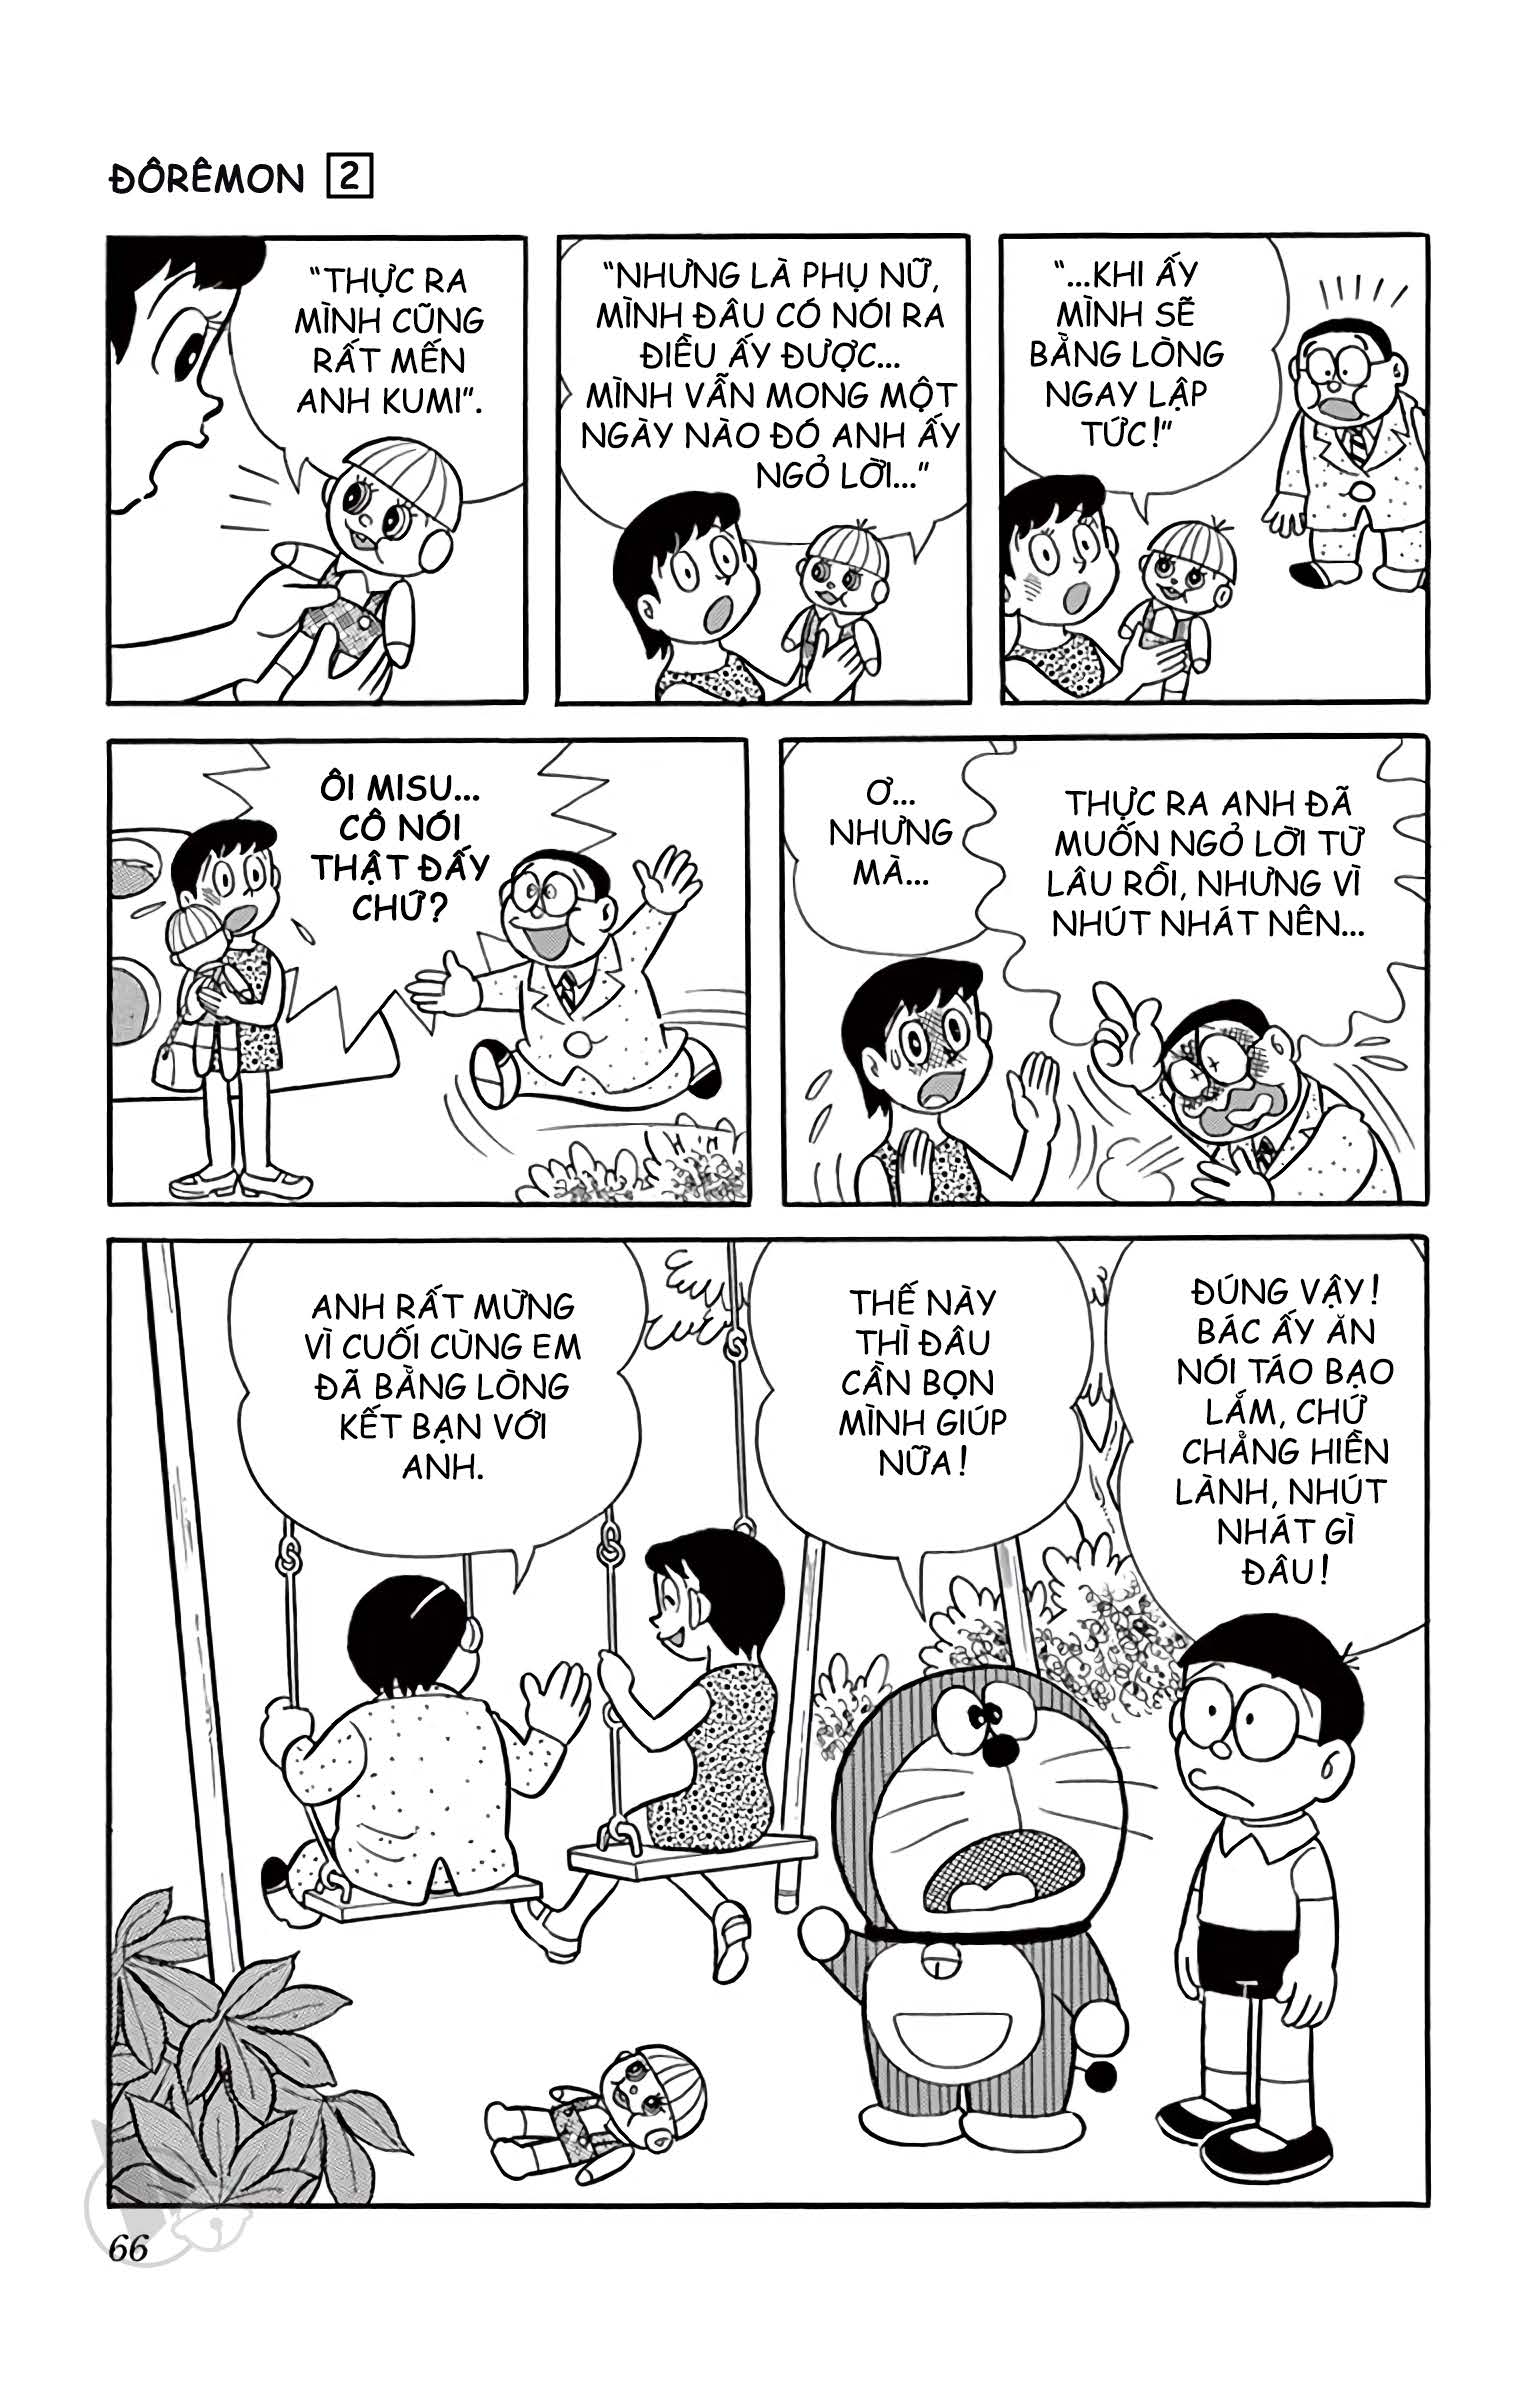 ĐÔRÊMON 2
"THỰC RA
MÌNH CŨNG
RẤT MẾN
ANH KUMI".
"NHƯNG LÀ PHỤ NỮ,
MÌNH ĐÂU CÓ NÓI RA
ĐIỀU ẤY ĐƯỢC...
MÌNH VẪN MONG MỘT
NGÀY NÀO ĐÓ ANH ẤY
NGỎ LỜI..."
"...KHI ẤY
MÌNH SẼ
BẰNG LÒNG
NGAY LẬP
TỨC!"
ÔI MISU...
CÔ NÓI
THẬT ĐẤY
CHỨ?
Ơ...
NHƯNG
MÀ...
THỰC RA ANH ĐÃ
MUỐN NGỎ LỜI TỪ
LÂU RỒI, NHƯNG VÌ
NHÚT NHÁT NÊN...
ANH RẤT MỪNG
VÌ CUỐI CÙNG EM
ĐÃ BẰNG LÒNG
KẾT BẠN VỚI
ANH.
THẾ NÀY
THÌ ĐÂU
CẦN BỌN
MÌNH GIÚP
NỮA!
ĐÚNG VẬY!
BÁC ẤY ĂN
NÓI TÁO BẠO
LẮM, CHỨ
CHẲNG HIỀN
LÀNH, NHÚT
NHÁT GÌ
ĐÂU!
66